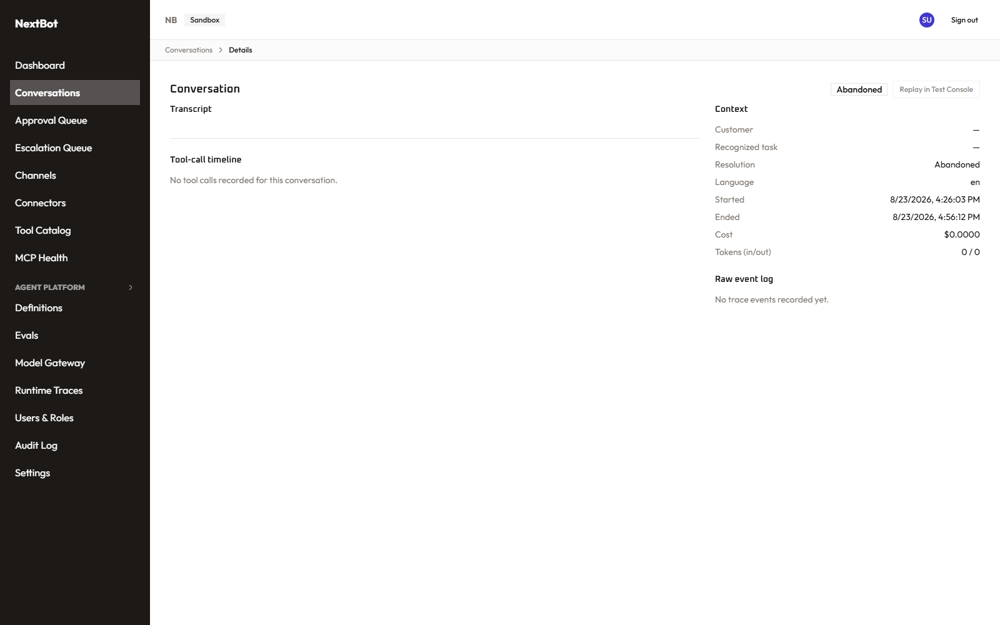 NextBot
Dashboard
Conversations
Approval Queue
Escalation Queue
Channels
Connectors
Tool Catalog
MCP Health
AGENT PLATFORM
Definitions
Evals
Model Gateway
Runtime Traces
Users & Roles
Audit Log
Settings
NB Sandbox
SU Sign out
Conversations > Details
Conversation
Abandoned Replay in Test Console
Transcript
Tool-call timeline
No tool calls recorded for this conversation.
Context
Customer —
Recognized task —
Resolution Abandoned
Language en
Started 8/23/2026, 4:26:03 PM
Ended 8/23/2026, 4:56:12 PM
Cost $0.0000
Tokens (in/out) 0 / 0
Raw event log
No trace events recorded yet.